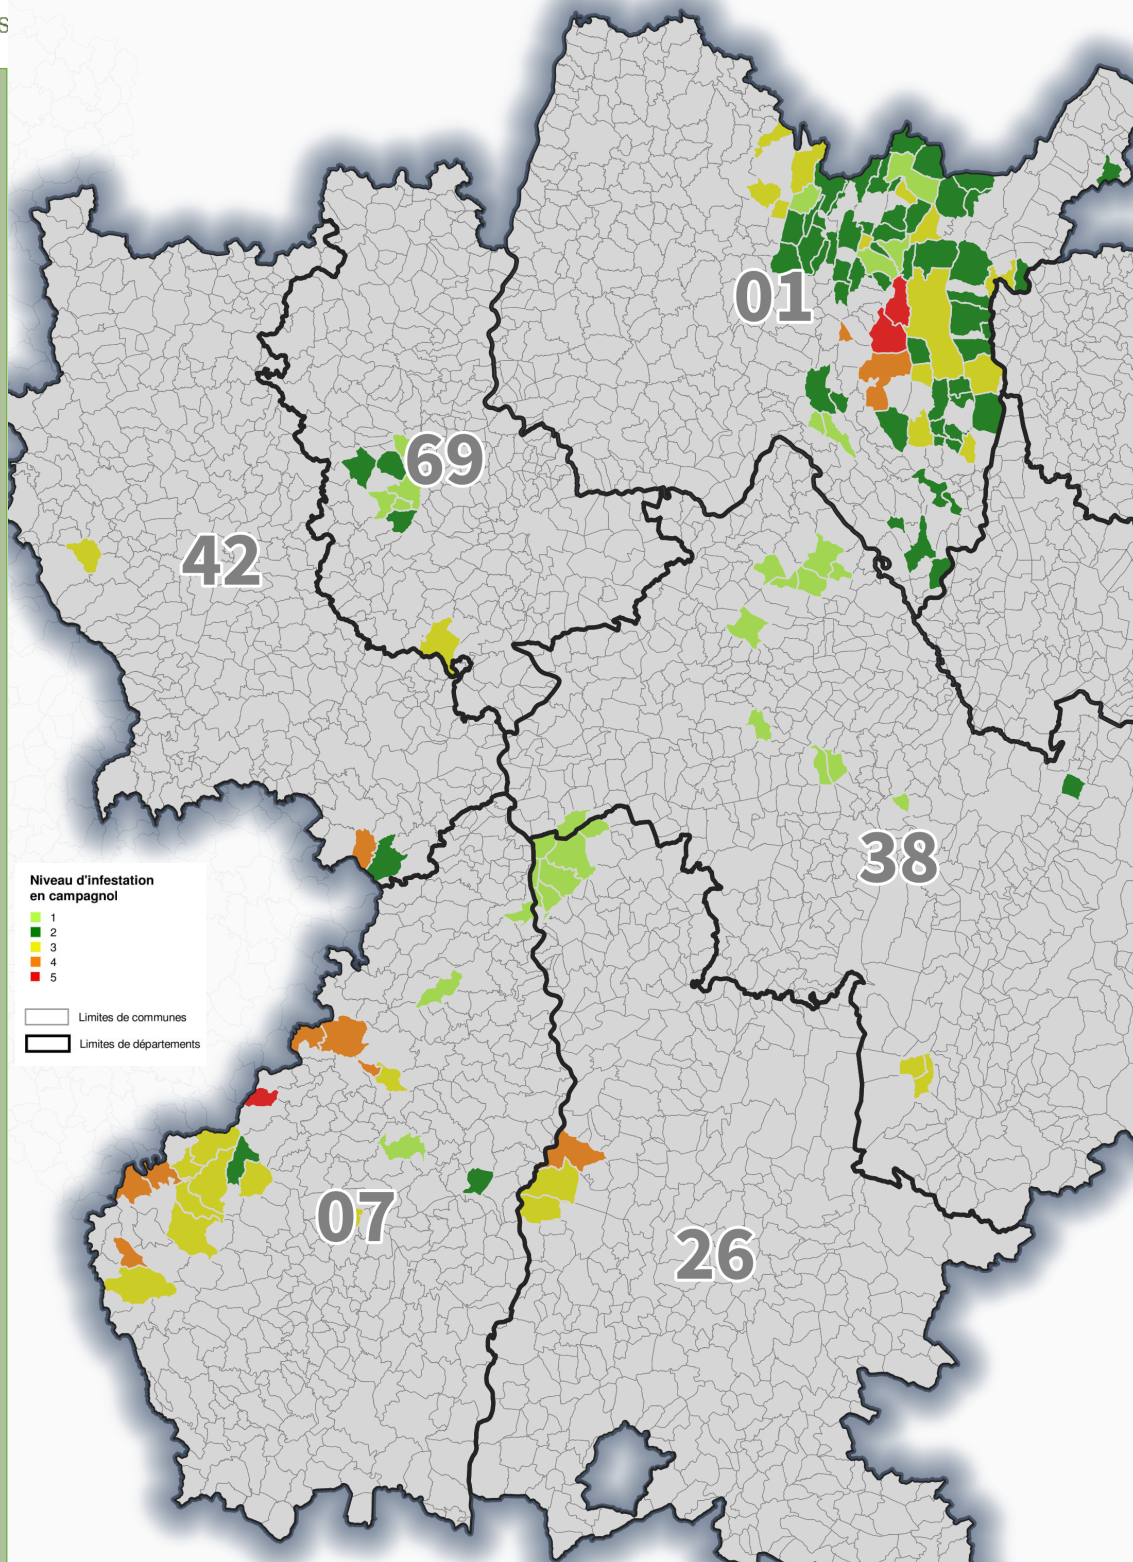 s
01
69
42
38
Niveau d'infestation
en campagnol
1
2
3
4
5
Limites de communes
Limites de départements
07
26